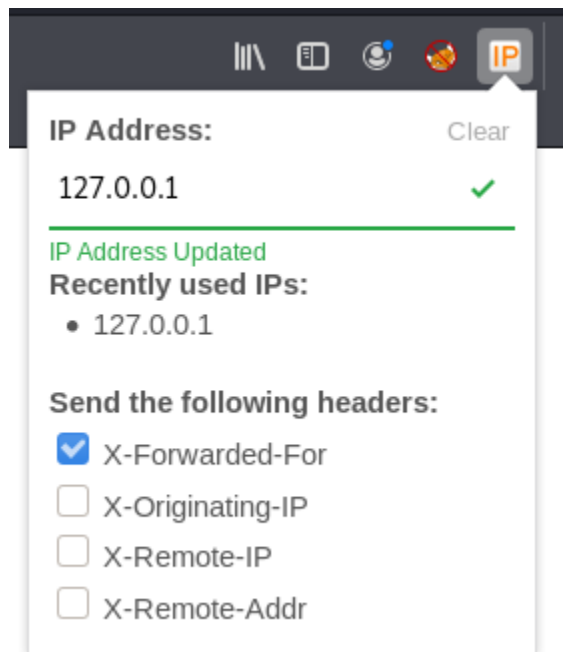 IP
IP Address:
Clear
127.0.0.1
IP Address Updated
Recently used IPs:
• 127.0.0.1
Send the following headers:
X-Forwarded-For
X-Originating-IP
X-Remote-IP
X-Remote-Addr